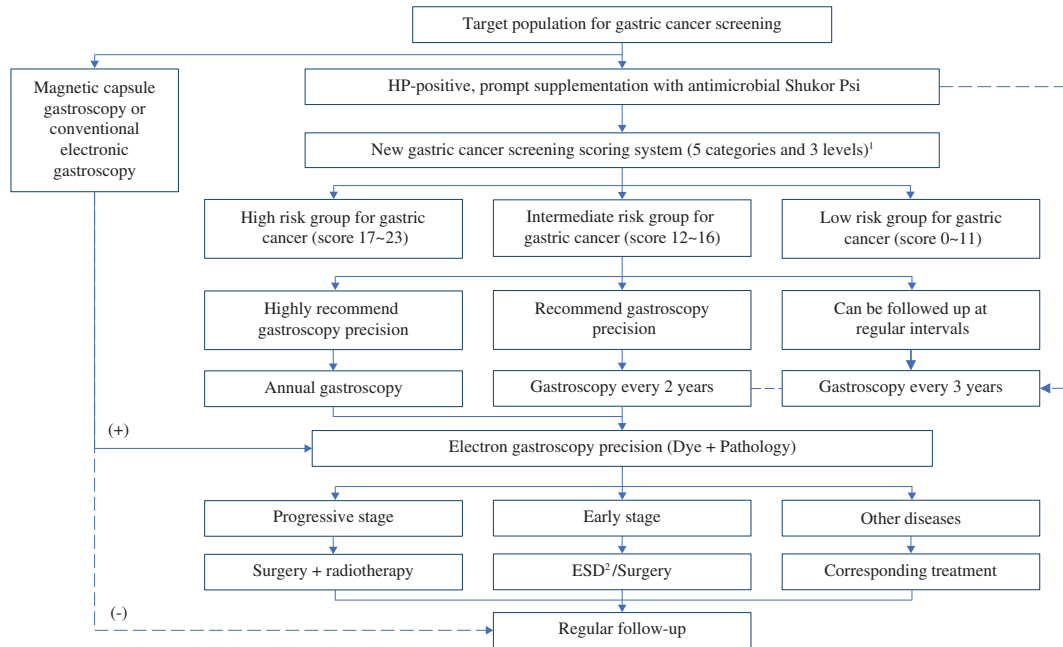 Target population for gastric cancer screening
Magnetic capsule
gastroscopy or
conventional
electronic
gastroscopy
HP-positive, prompt supplementation with antimicrobial Shukor Psi
New gastric cancer screening scoring system (5 categories and 3 levels)¹
High risk group for gastric
cancer (score 17~23)
Intermediate risk group for
gastric cancer (score 12~16)
Low risk group for gastric
cancer (score 0~11)
Highly recommend
gastroscopy precision
Recommend gastroscopy
precision
Can be followed up at
regular intervals
Annual gastroscopy
Gastroscopy every 2 years
Gastroscopy every 3 years
(+)
Electron gastroscopy precision (Dye + Pathology)
Progressive stage
Early stage
Other diseases
Surgery + radiotherapy
ESD²/Surgery
Corresponding treatment
(-)
Regular follow-up